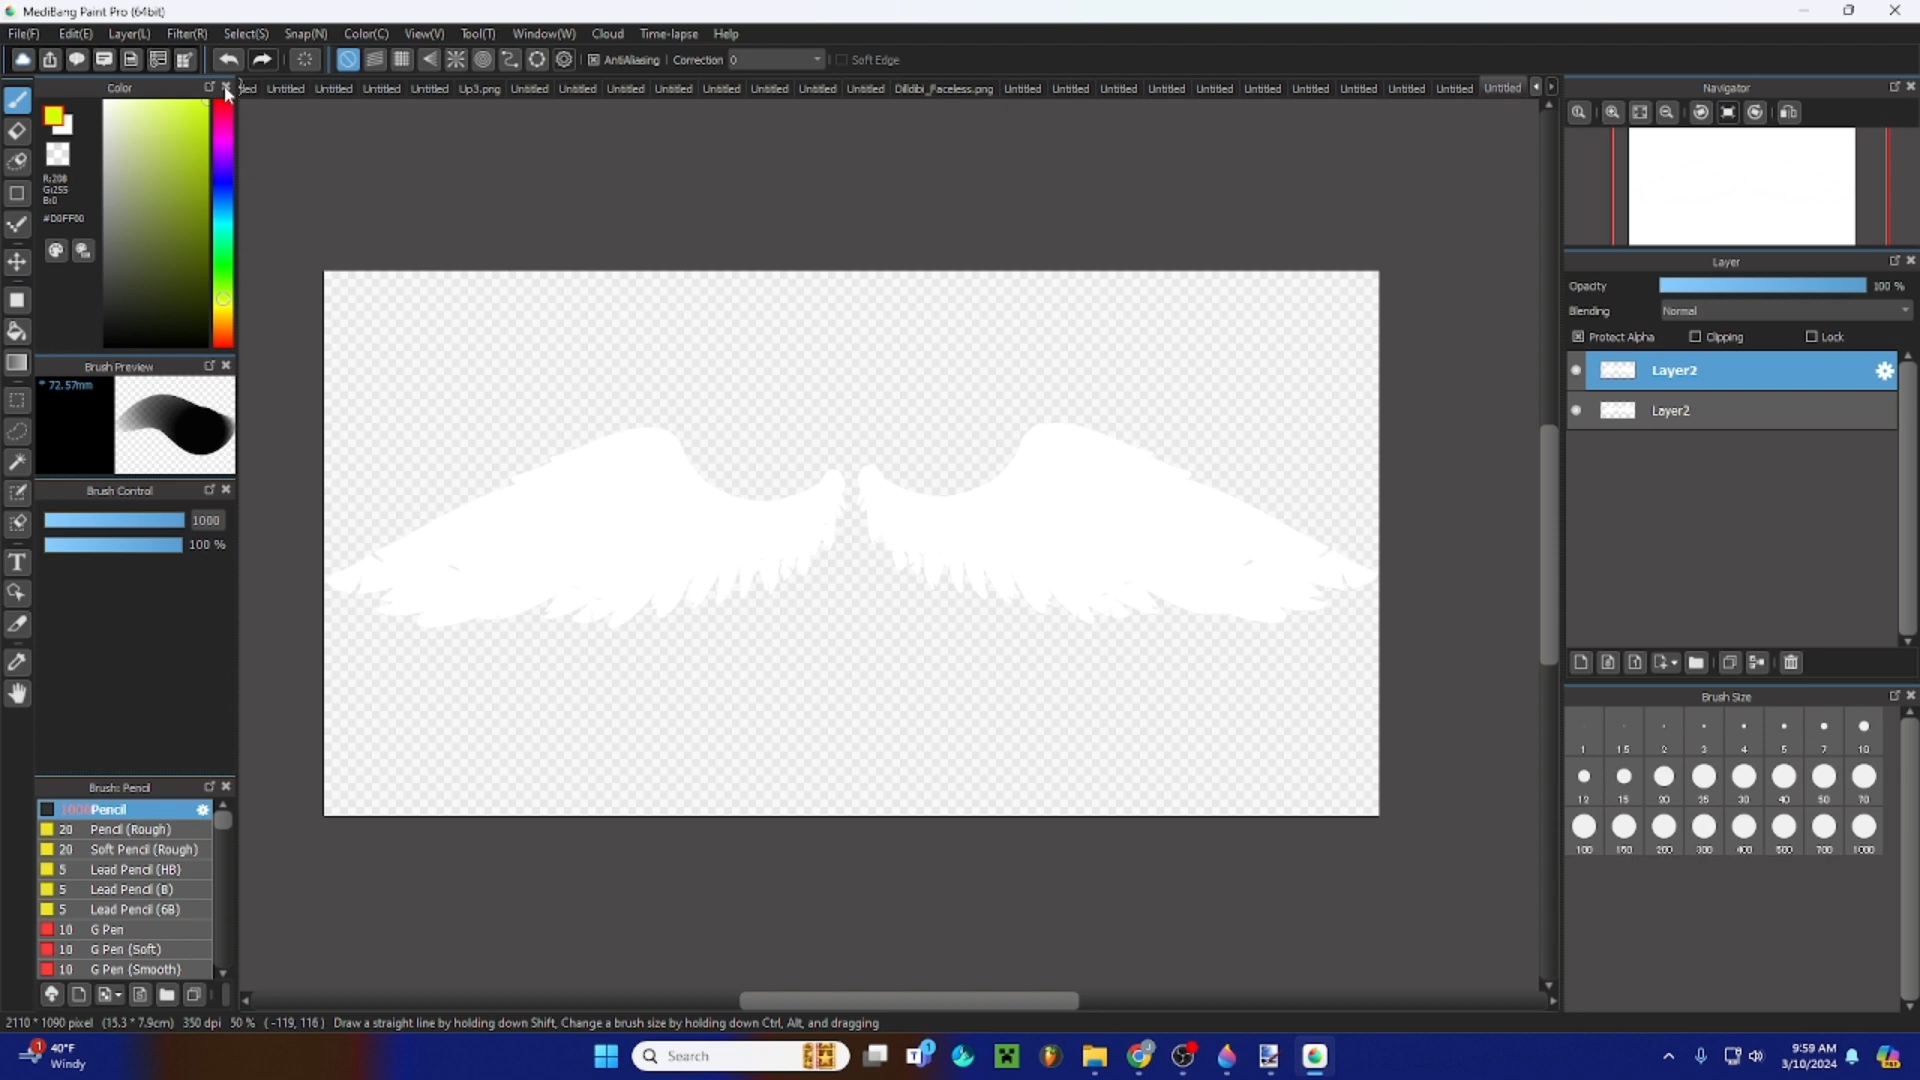 MediBang Paint Pro (64bit)
File(F) Edit(E) Layer(L) Filter(R) Select(S) Snap(N) Color(C) View(V) Tool(T) Window(W) Cloud Time-lapse Help
AntiAliasing Correction 0 Soft Edge
Color
Untitled Untitled Untitled Untitled Up3.png Untitled Untitled Untitled Untitled Untitled Untitled Untitled Untitled Untitled Untitled Untitled Untitled Untitled Untitled Untitled Untitled Untitled Untitled
Navigator
R:208
G:255
B:0
#D0FF00
Layer
Opacity 100 %
Blending Normal
Protect Alpha Clipping Lock
Layer2
Layer2
Brush Preview
* 72.57mm
Brush Control
1000
100 %
Brush Size
1 1.5 2 3 4 5 7 10
12 15 20 25 30 40 50 70
100 150 200 300 400 500 700 1000
Brush: Pencil
1000 Pencil
20 Pencil (Rough)
20 Soft Pencil (Rough)
5 Lead Pencil (HB)
5 Lead Pencil (B)
5 Lead Pencil (6B)
10 G Pen
10 G Pen (Soft)
10 G Pen (Smooth)
2110 * 1090 pixel (15.3 * 7.9cm) 350 dpi 50 % ( -119, 116 ) Draw a straight line by holding down Shift, Change a brush size by holding down Ctrl, Alt, and dragging
1
40°F
Windy
Search
1
9:59 AM
3/10/2024